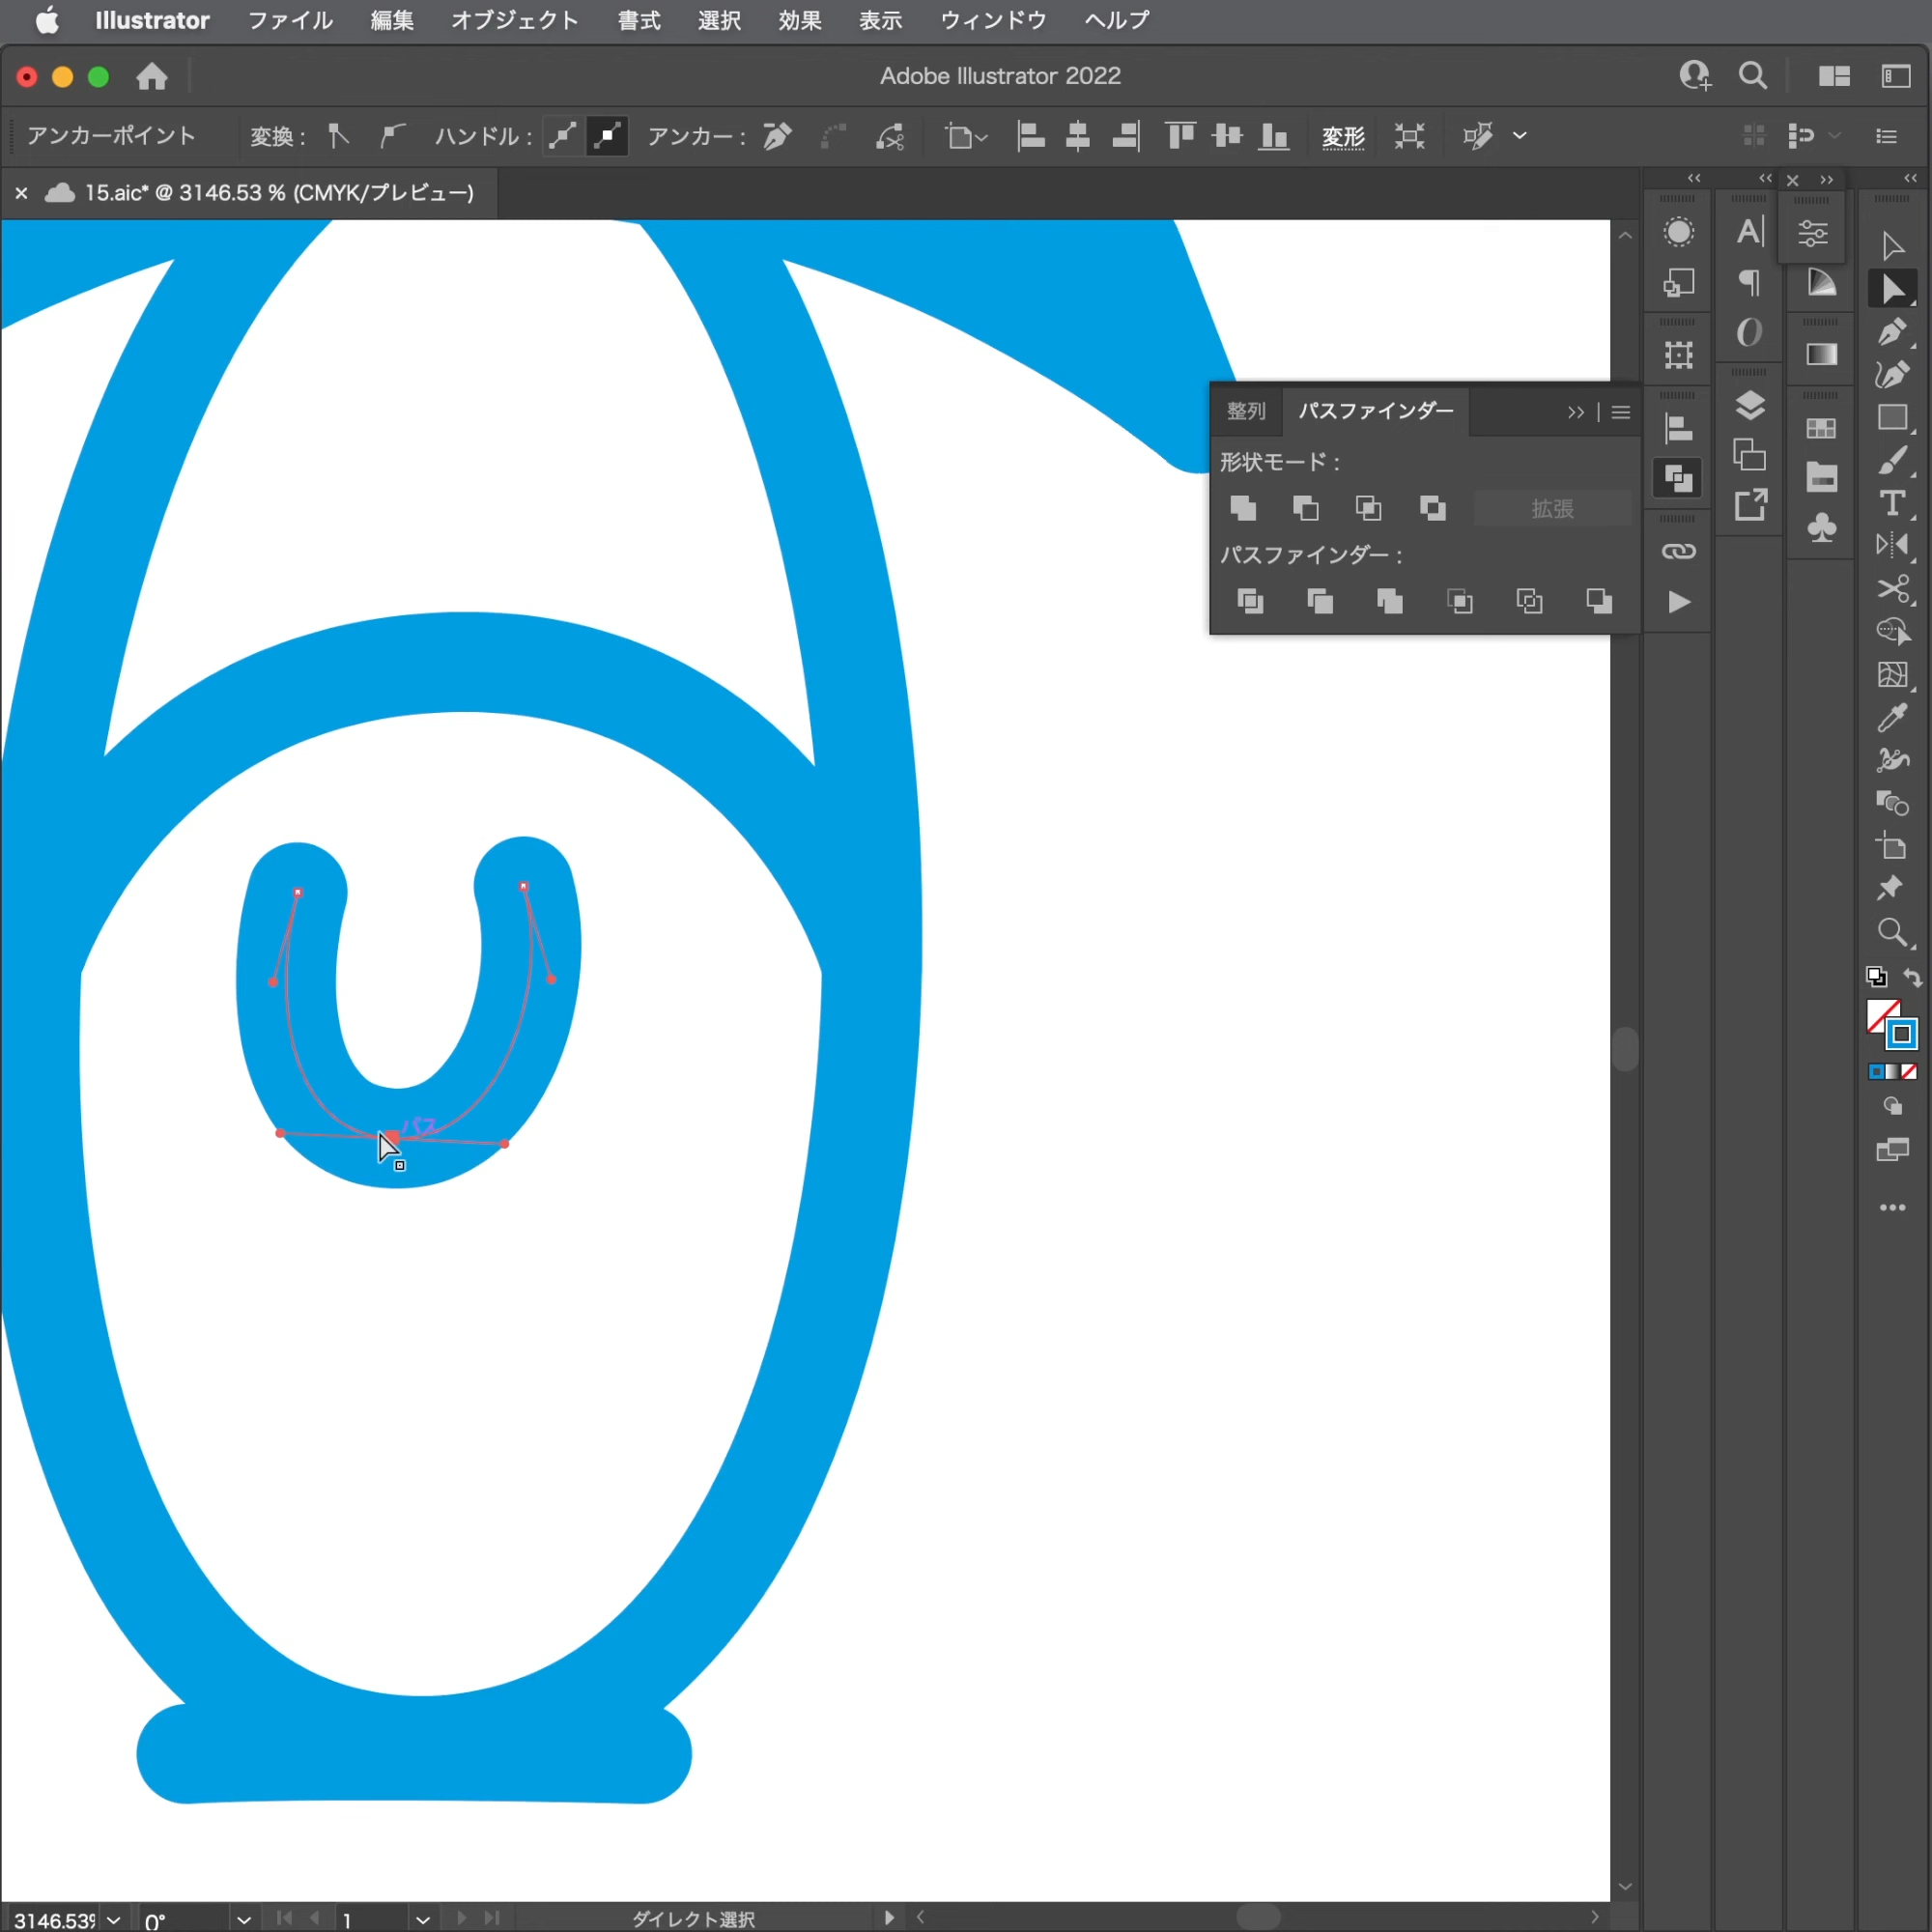 Illustrator ファイル 編集 オブジェクト 書式 選択 効果 表示 ウィンドウ ヘルプ
Adobe Illustrator 2022
アンカーポイント 変換： ハンドル： アンカー： 変形
× 15.aic* @ 3146.53 % (CMYK/プレビュー)
整列 パスファインダー
形状モード：
拡張
パスファインダー：
パス
3146.539 0° 1 ダイレクト選択